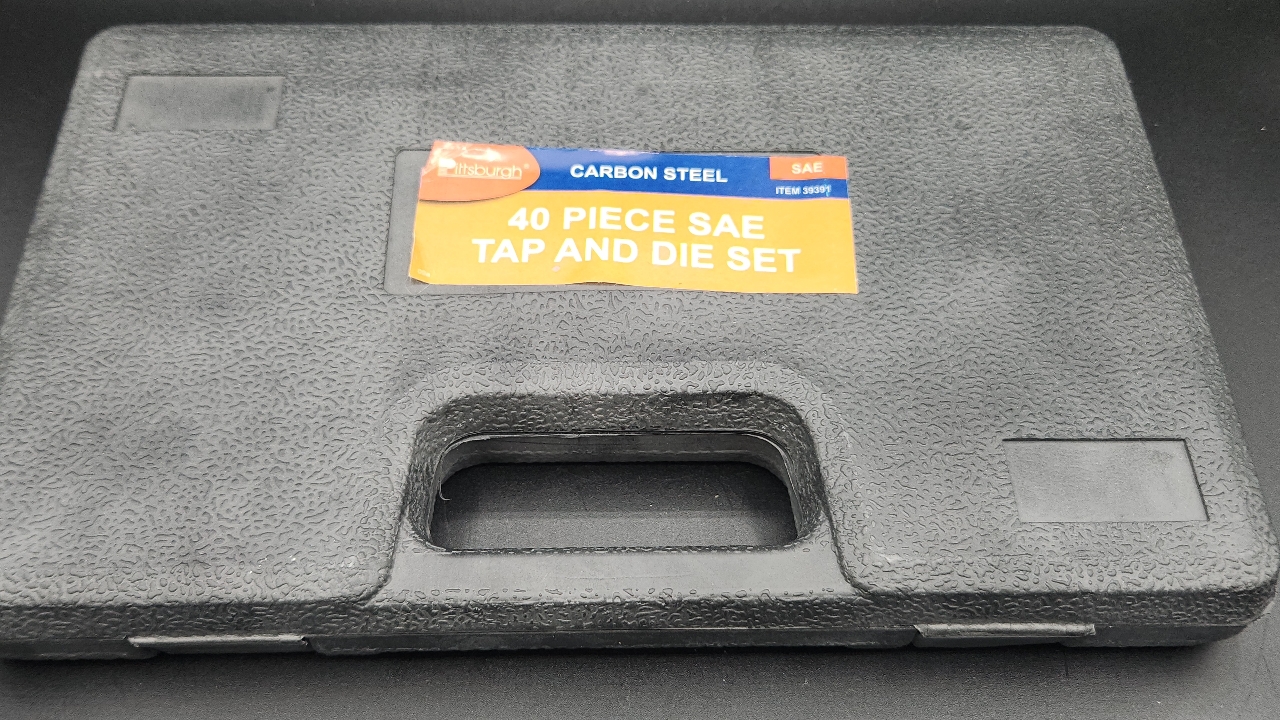 Pittsburgh®
CARBON STEEL
SAE
ITEM 39391
40 PIECE SAE
TAP AND DIE SET